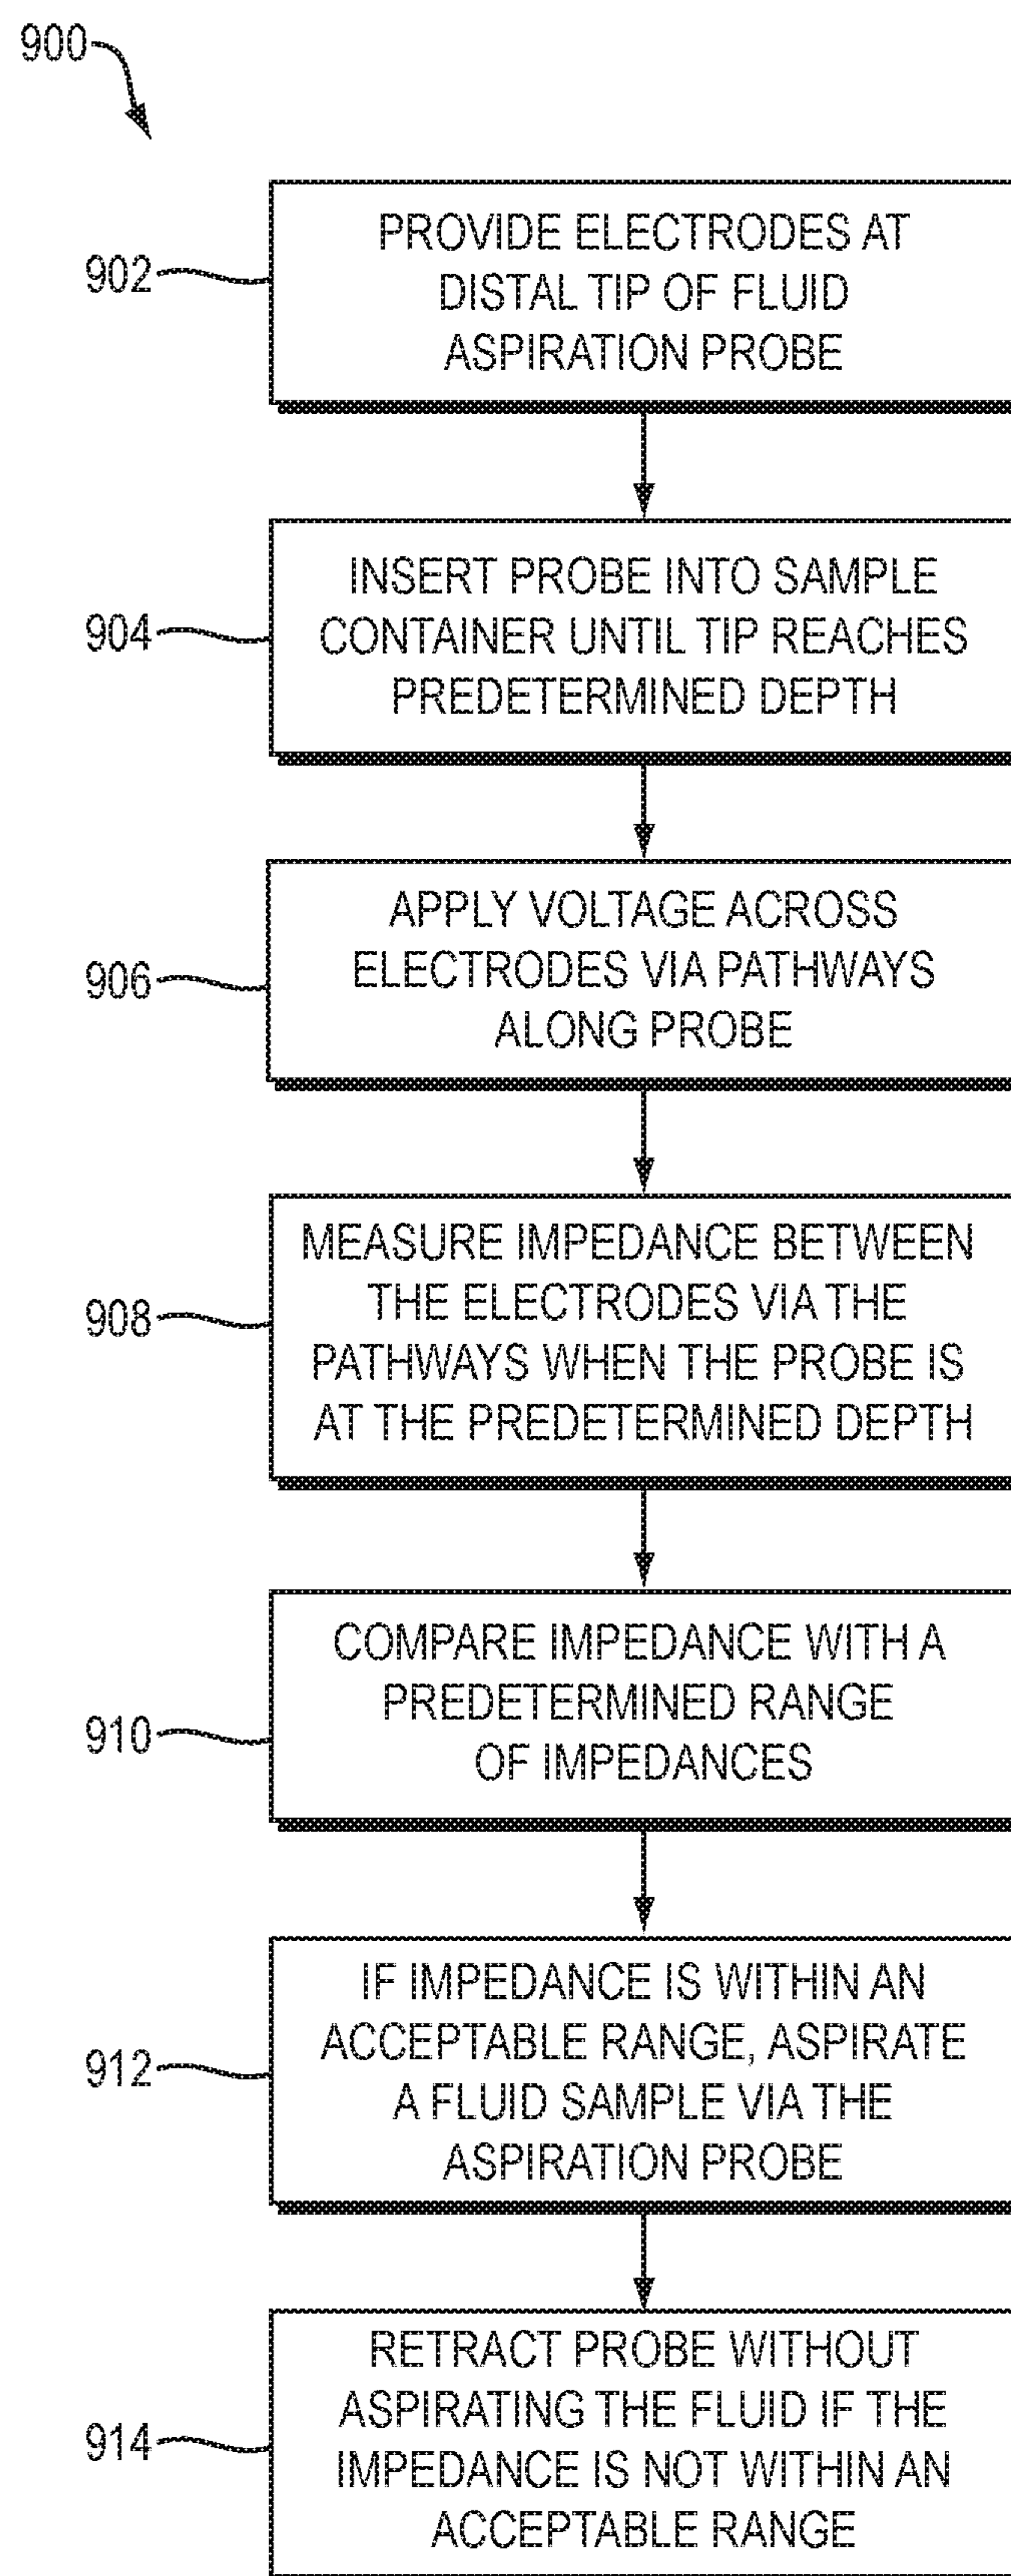 900
902
PROVIDE ELECTRODES AT
DISTAL TIP OF FLUID
ASPIRATION PROBE
904
INSERT PROBE INTO SAMPLE
CONTAINER UNTIL TIP REACHES
PREDETERMINED DEPTH
906
APPLY VOLTAGE ACROSS
ELECTRODES VIA PATHWAYS
ALONG PROBE
908
MEASURE IMPEDANCE BETWEEN
THE ELECTRODES VIA THE
PATHWAYS WHEN THE PROBE IS
AT THE PREDETERMINED DEPTH
910
COMPARE IMPEDANCE WITH A
PREDETERMINED RANGE
OF IMPEDANCES
912
IF IMPEDANCE IS WITHIN AN
ACCEPTABLE RANGE, ASPIRATE
A FLUID SAMPLE VIA THE
ASPIRATION PROBE
914
RETRACT PROBE WITHOUT
ASPIRATING THE FLUID IF THE
IMPEDANCE IS NOT WITHIN AN
ACCEPTABLE RANGE